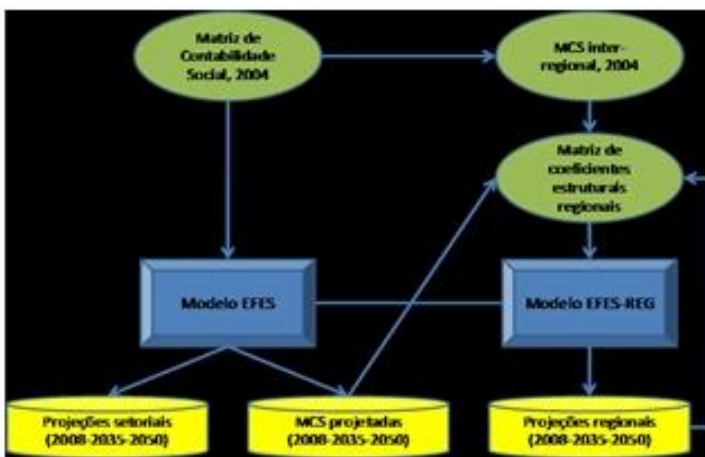 Matriz de
Contabilidade
Social, 2004
MCS inter-
regional, 2004
Matriz de
coeficientes
estruturais
regionais
Modelo EFES
Modelo EFES-REG
Projeções setoriais
(2008-2035-2050)
MCS projetadas
(2008-2035-2050)
Projeções regionais
(2008-2035-2050)